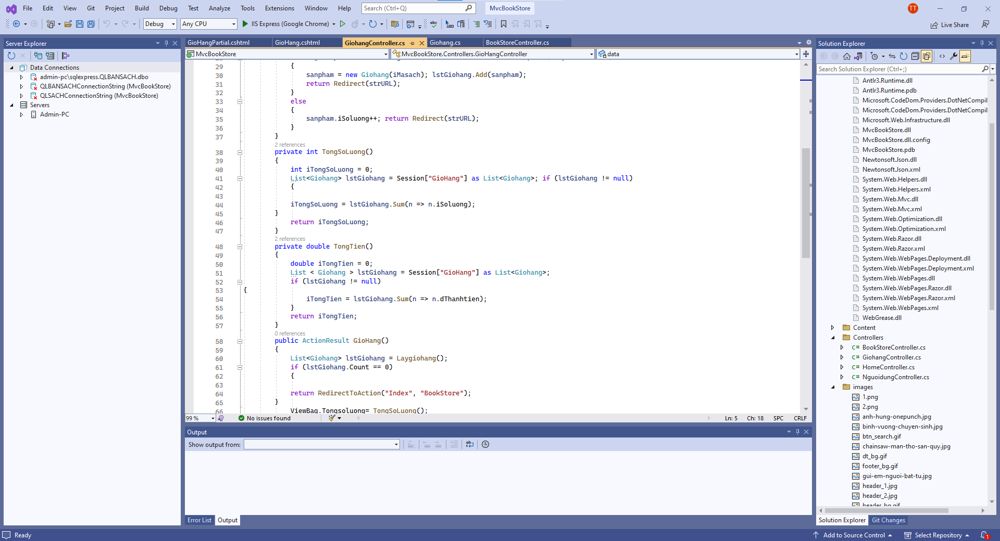 File Edit View Git Project Build Debug Test Analyze Tools Extensions Window Help Search (Ctrl+Q) MvcBookStore TT
Debug Any CPU IIS Express (Google Chrome) Live Share
Server Explorer
Data Connections
admin-pc\sqlexpress.QLBANSACH.dbo
QLBANSACHConnectionString (MvcBookStore)
QLSACHConnectionString (MvcBookStore)
Servers
Admin-PC
GioHangPartial.cshtml GioHang.cshtml GiohangController.cs Giohang.cs BookStoreController.cs
MvcBookStore MvcBookStore.Controllers.GioHangController data
29 {
30 sanpham = new Giohang(iMasach); lstGiohang.Add(sanpham);
31 return Redirect(strURL);
32 }
33 else
34 {
35 sanpham.iSoluong++; return Redirect(strURL);
36 }
37 }
2 references
38 private int TongSoLuong()
39 {
40 int iTongSoLuong = 0;
41 List<Giohang> lstGiohang = Session["GioHang"] as List<Giohang>; if (lstGiohang != null)
42 {
43
44 iTongSoLuong = lstGiohang.Sum(n => n.iSoluong);
45 }
46 return iTongSoLuong;
47 }
2 references
48 private double TongTien()
49 {
50 double iTongTien = 0;
51 List < Giohang > lstGiohang = Session["GioHang"] as List<Giohang>;
52 if (lstGiohang != null)
53 {
54 iTongTien = lstGiohang.Sum(n => n.dThanhtien);
55 }
56 return iTongTien;
57 }
0 references
58 public ActionResult GioHang()
59 {
60 List<Giohang> lstGiohang = Laygiohang();
61 if (lstGiohang.Count == 0)
62 {
63
64 return RedirectToAction("Index", "BookStore");
65 }
66 ViewBag.Tongsoluong= TongSoLuong();
99 % No issues found Ln: 5 Ch: 18 SPC CRLF
Output
Show output from:
Error List Output
Solution Explorer
Search Solution Explorer (Ctrl+;)
Antlr3.Runtime.dll
Antlr3.Runtime.pdb
Microsoft.CodeDom.Providers.DotNetCompil
Microsoft.CodeDom.Providers.DotNetCompil
Microsoft.Web.Infrastructure.dll
MvcBookStore.dll
MvcBookStore.dll.config
MvcBookStore.pdb
Newtonsoft.Json.dll
Newtonsoft.Json.xml
System.Web.Helpers.dll
System.Web.Helpers.xml
System.Web.Mvc.dll
System.Web.Mvc.xml
System.Web.Optimization.dll
System.Web.Optimization.xml
System.Web.Razor.dll
System.Web.Razor.xml
System.Web.WebPages.Deployment.dll
System.Web.WebPages.Deployment.xml
System.Web.WebPages.dll
System.Web.WebPages.Razor.dll
System.Web.WebPages.Razor.xml
System.Web.WebPages.xml
WebGrease.dll
Content
Controllers
C# BookStoreController.cs
C# GiohangController.cs
C# HomeController.cs
C# NguoidungController.cs
images
1.png
2.png
anh-hung-onepunch.jpg
binh-vuong-chuyen-sinh.jpg
btn_search.gif
chainsaw-man-tho-san-quy.jpg
dt_bg.gif
footer_bg.gif
gui-em-nguoi-bat-tu.jpg
header_1.jpg
header_2.jpg
header_bg.gif
Solution Explorer Git Changes
Ready Add to Source Control Select Repository 1